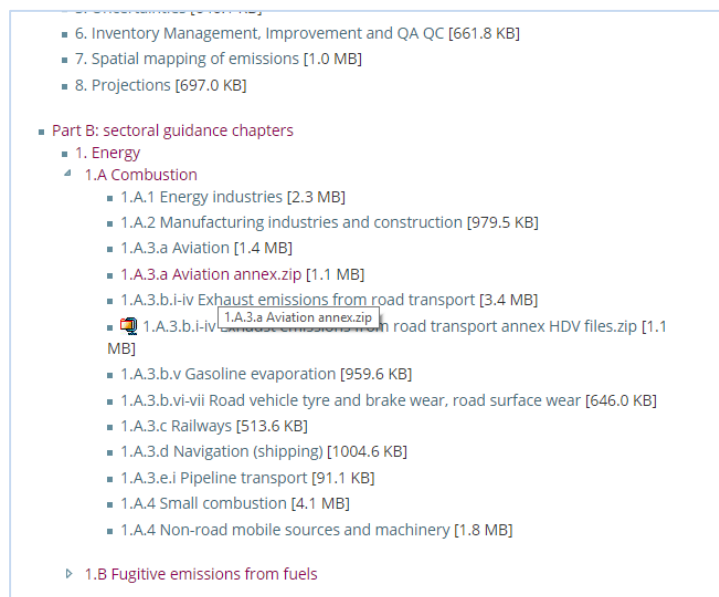 6. Inventory Management, Improvement and QA QC [661.8 KB]
7. Spatial mapping of emissions [1.0 MB]
8. Projections [697.0 KB]
Part B: sectoral guidance chapters
1. Energy
1.A Combustion
1.A.1 Energy industries [2.3 MB]
1.A.2 Manufacturing industries and construction [979.5 KB]
1.A.3.a Aviation [1.4 MB]
1.A.3.a Aviation annex.zip [1.1 MB]
1.A.3.b.i-iv Exhaust emissions from road transport [3.4 MB]
1.A.3.a Aviation annex.zip
1.A.3.b.i-iv road transport annex HDV files.zip [1.1
MB]
1.A.3.b.v Gasoline evaporation [959.6 KB]
1.A.3.b.vi-vii Road vehicle tyre and brake wear, road surface wear [646.0 KB]
1.A.3.c Railways [513.6 KB]
1.A.3.d Navigation (shipping) [1004.6 KB]
1.A.3.e.i Pipeline transport [91.1 KB]
1.A.4 Small combustion [4.1 MB]
1.A.4 Non-road mobile sources and machinery [1.8 MB]
1.B Fugitive emissions from fuels